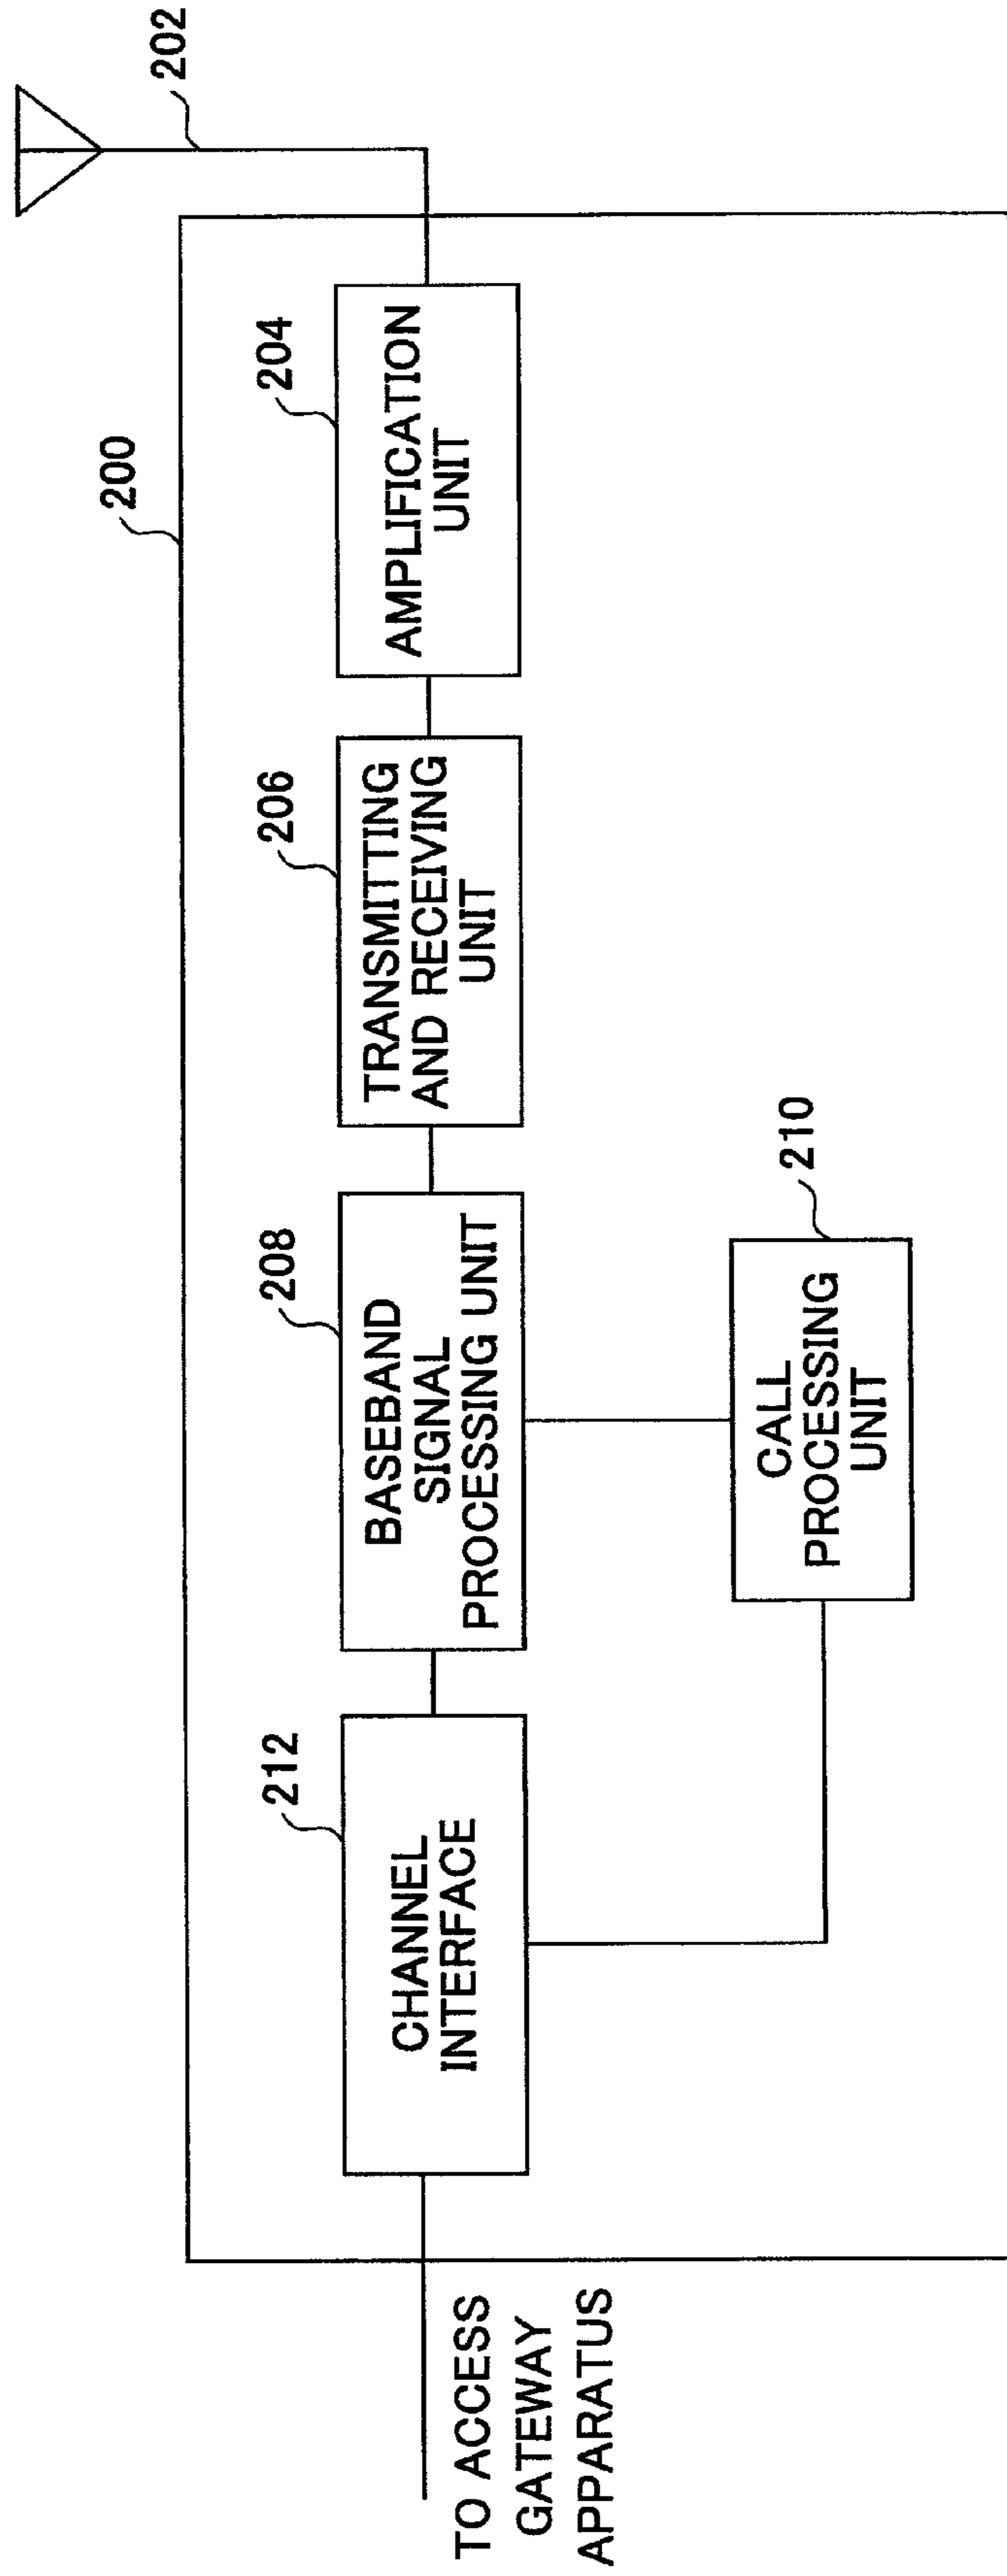 200
202
212
CHANNEL
INTERFACE
208
BASEBAND
SIGNAL
PROCESSING UNIT
206
TRANSMITTING
AND RECEIVING
UNIT
204
AMPLIFICATION
UNIT
TO ACCESS
GATEWAY
APPARATUS
CALL
PROCESSING
UNIT
210